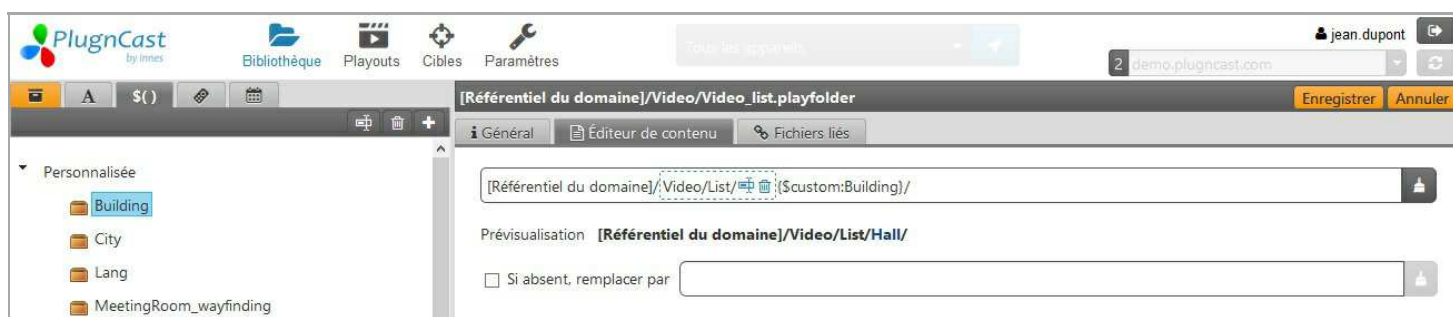 PlugnCast
by Innes
Bibliothèque
Playouts
Cibles
Paramètres
Tous les appareils
jean.dupont
2 demo.plugncast.com
A
$()
[Référentiel du domaine]/Video/Video_list.playfolder
Enregistrer
Annuler
Général
Éditeur de contenu
Fichiers liés
Personnalisée
Building
City
Lang
MeetingRoom_wayfinding
[Référentiel du domaine]/Video/List/{$custom:Building}/
Prévisualisation [Référentiel du domaine]/Video/List/Hall/
Si absent, remplacer par